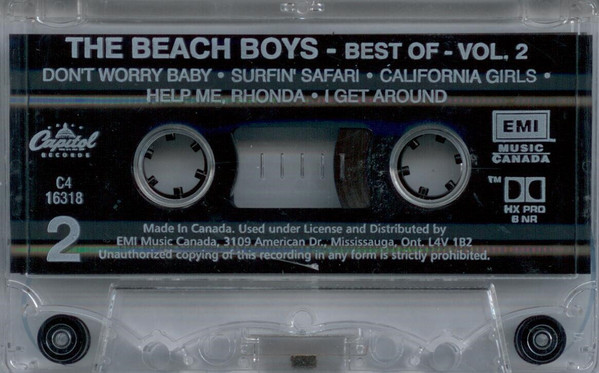 THE BEACH BOYS - BEST OF - VOL. 2
DON'T WORRY BABY • SURFIN' SAFARI • CALIFORNIA GIRLS •
HELP ME, RHONDA • I GET AROUND
Capitol
RECORDS
EMI
MUSIC
CANADA
C4
16318
TM
HX PRO
B NR
2
Made In Canada. Used under License and Distributed by
EMI Music Canada, 3109 American Dr., Mississauga, Ont. L4V 1B2
Unauthorized copying of this recording in any form is strictly prohibited.